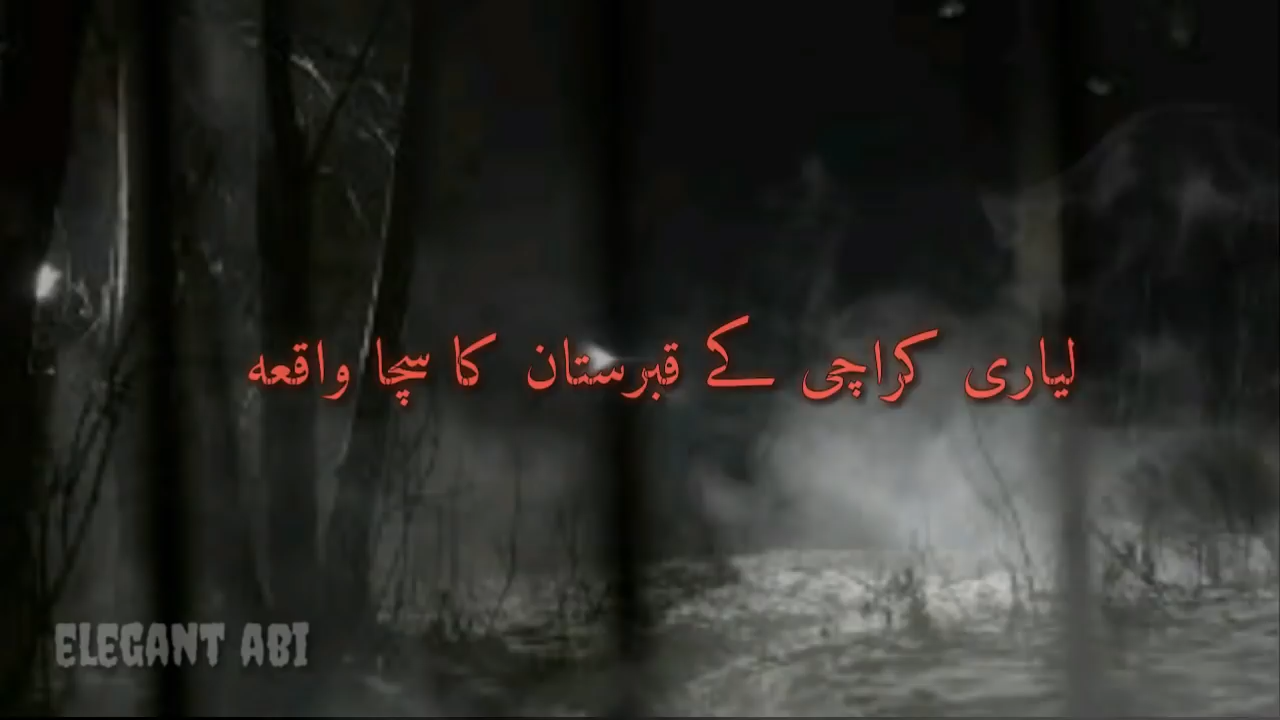 لیاری کراچی کے قبرستان کا سچا واقعہ
ELEGANT ABI